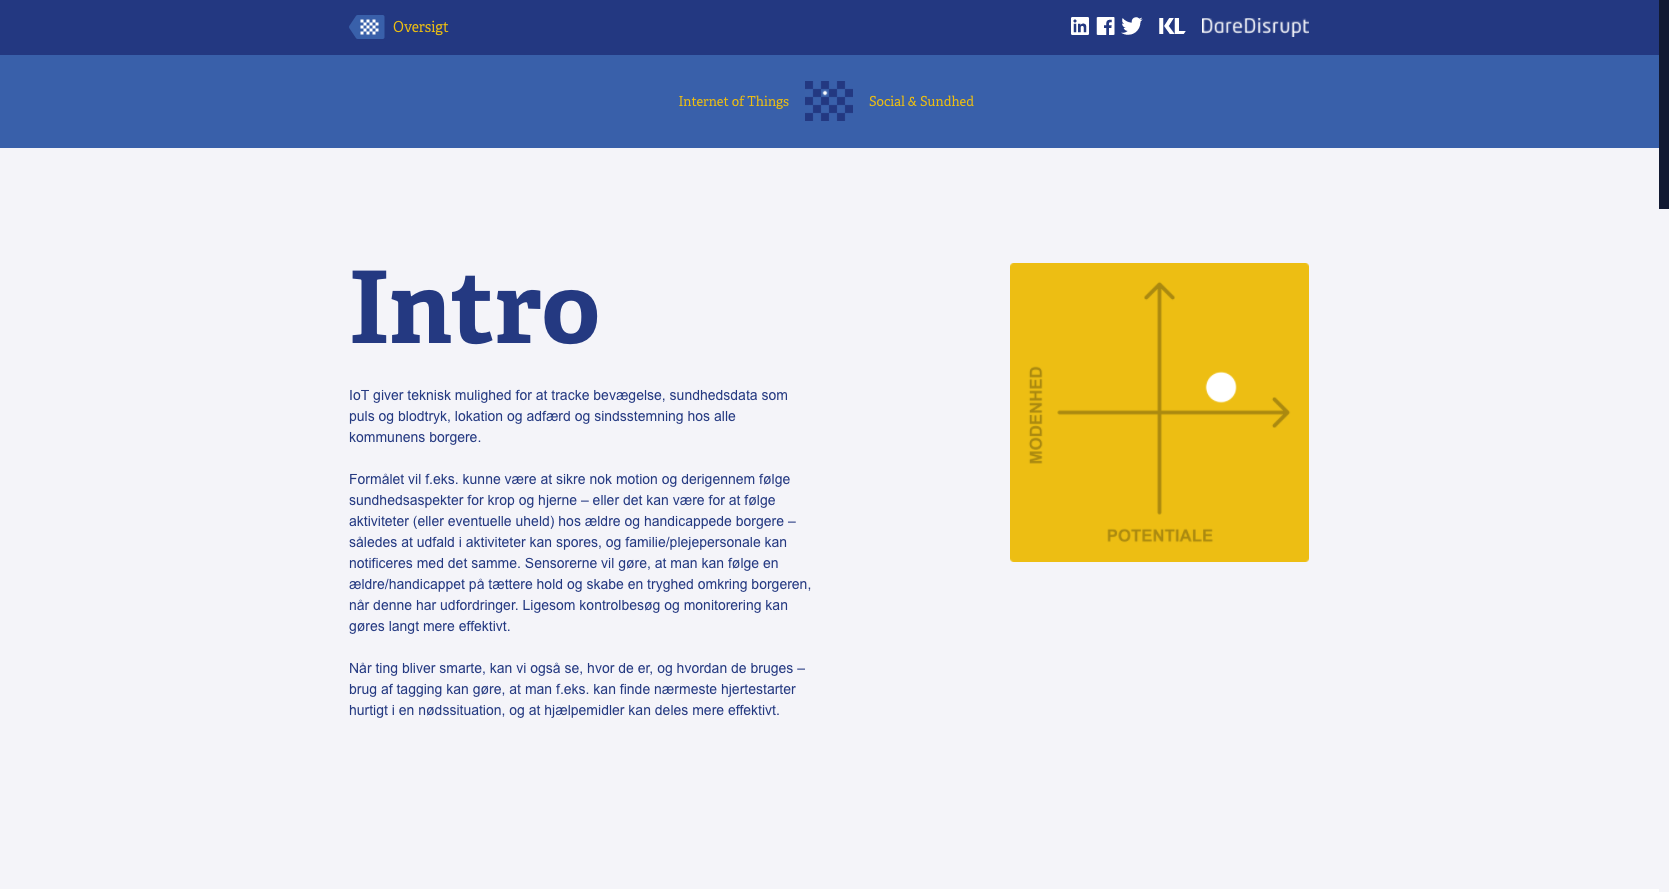 Oversigt
KL DareDisrupt
Internet of Things
Social & Sundhed
Intro
IoT giver teknisk mulighed for at tracke bevægelse, sundhedsdata som
puls og blodtryk, lokation og adfærd og sindsstemning hos alle
kommunens borgere.
Formålet vil f.eks. kunne være at sikre nok motion og derigennem følge
sundhedsaspekter for krop og hjerne – eller det kan være for at følge
aktiviteter (eller eventuelle uheld) hos ældre og handicappede borgere –
således at udfald i aktiviteter kan spores, og familie/plejepersonale kan
notificeres med det samme. Sensorerne vil gøre, at man kan følge en
ældre/handicappet på tættere hold og skabe en tryghed omkring borgeren,
når denne har udfordringer. Ligesom kontrolbesøg og monitorering kan
gøres langt mere effektivt.
Når ting bliver smarte, kan vi også se, hvor de er, og hvordan de bruges –
brug af tagging kan gøre, at man f.eks. kan finde nærmeste hjertestarter
hurtigt i en nødssituation, og at hjælpemidler kan deles mere effektivt.
MODENHED
POTENTIALE